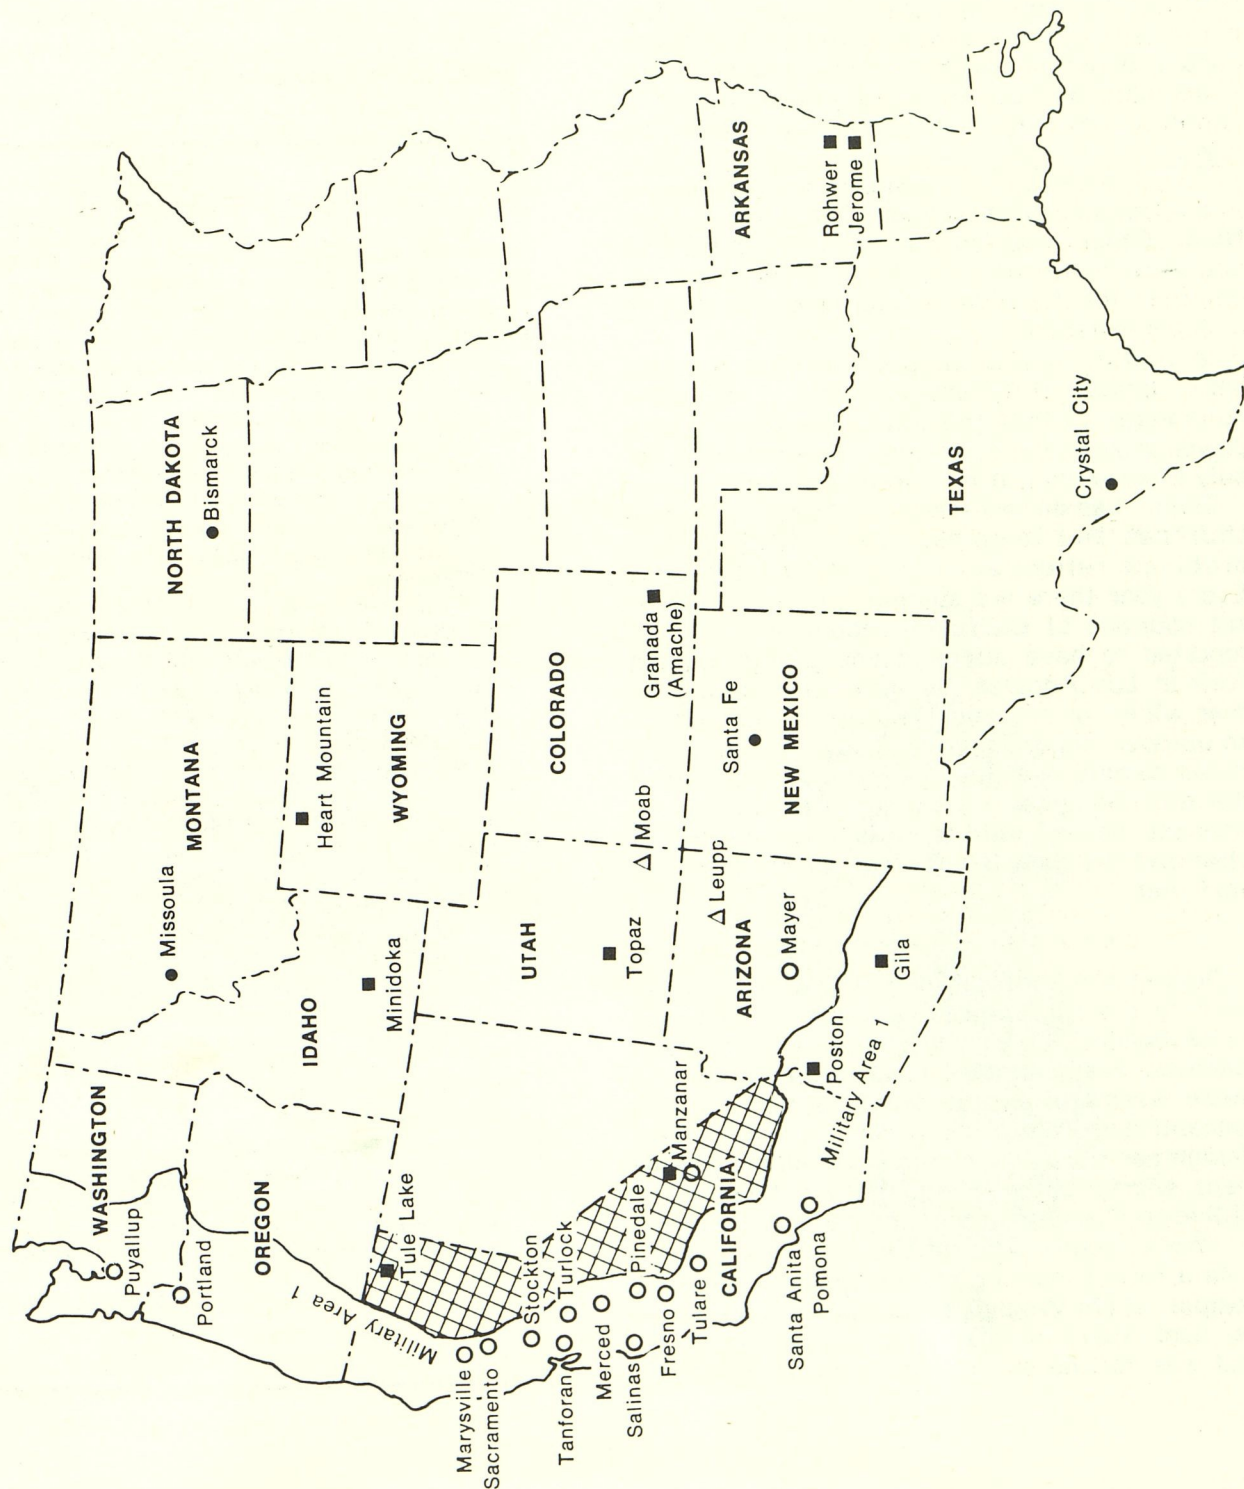 WASHINGTON
Puyallup
Portland
OREGON
Military Area 1
IDAHO
Minidoka
MONTANA
Missoula
NORTH DAKOTA
Bismarck
Heart Mountain
WYOMING
Tule Lake
Marysville
Sacramento
Stockton
Tanforan
Turlock
Merced
Salinas
Pinedale
Fresno
Tulare
Manzanar
CALIFORNIA
Santa Anita
Pomona
Military Area 1
Poston
UTAH
Topaz
Moab
COLORADO
Granada
(Amache)
ARIZONA
Leupp
Mayer
Gila
Santa Fe
NEW MEXICO
TEXAS
Crystal City
ARKANSAS
Rohwer
Jerome